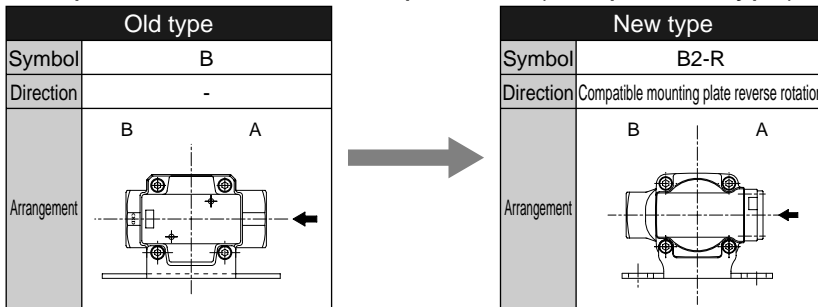 Old type
Symbol B
Direction -
B A
Arrangement
New type
Symbol B2-R
Direction Compatible mounting plate reverse rotation
B A
Arrangement